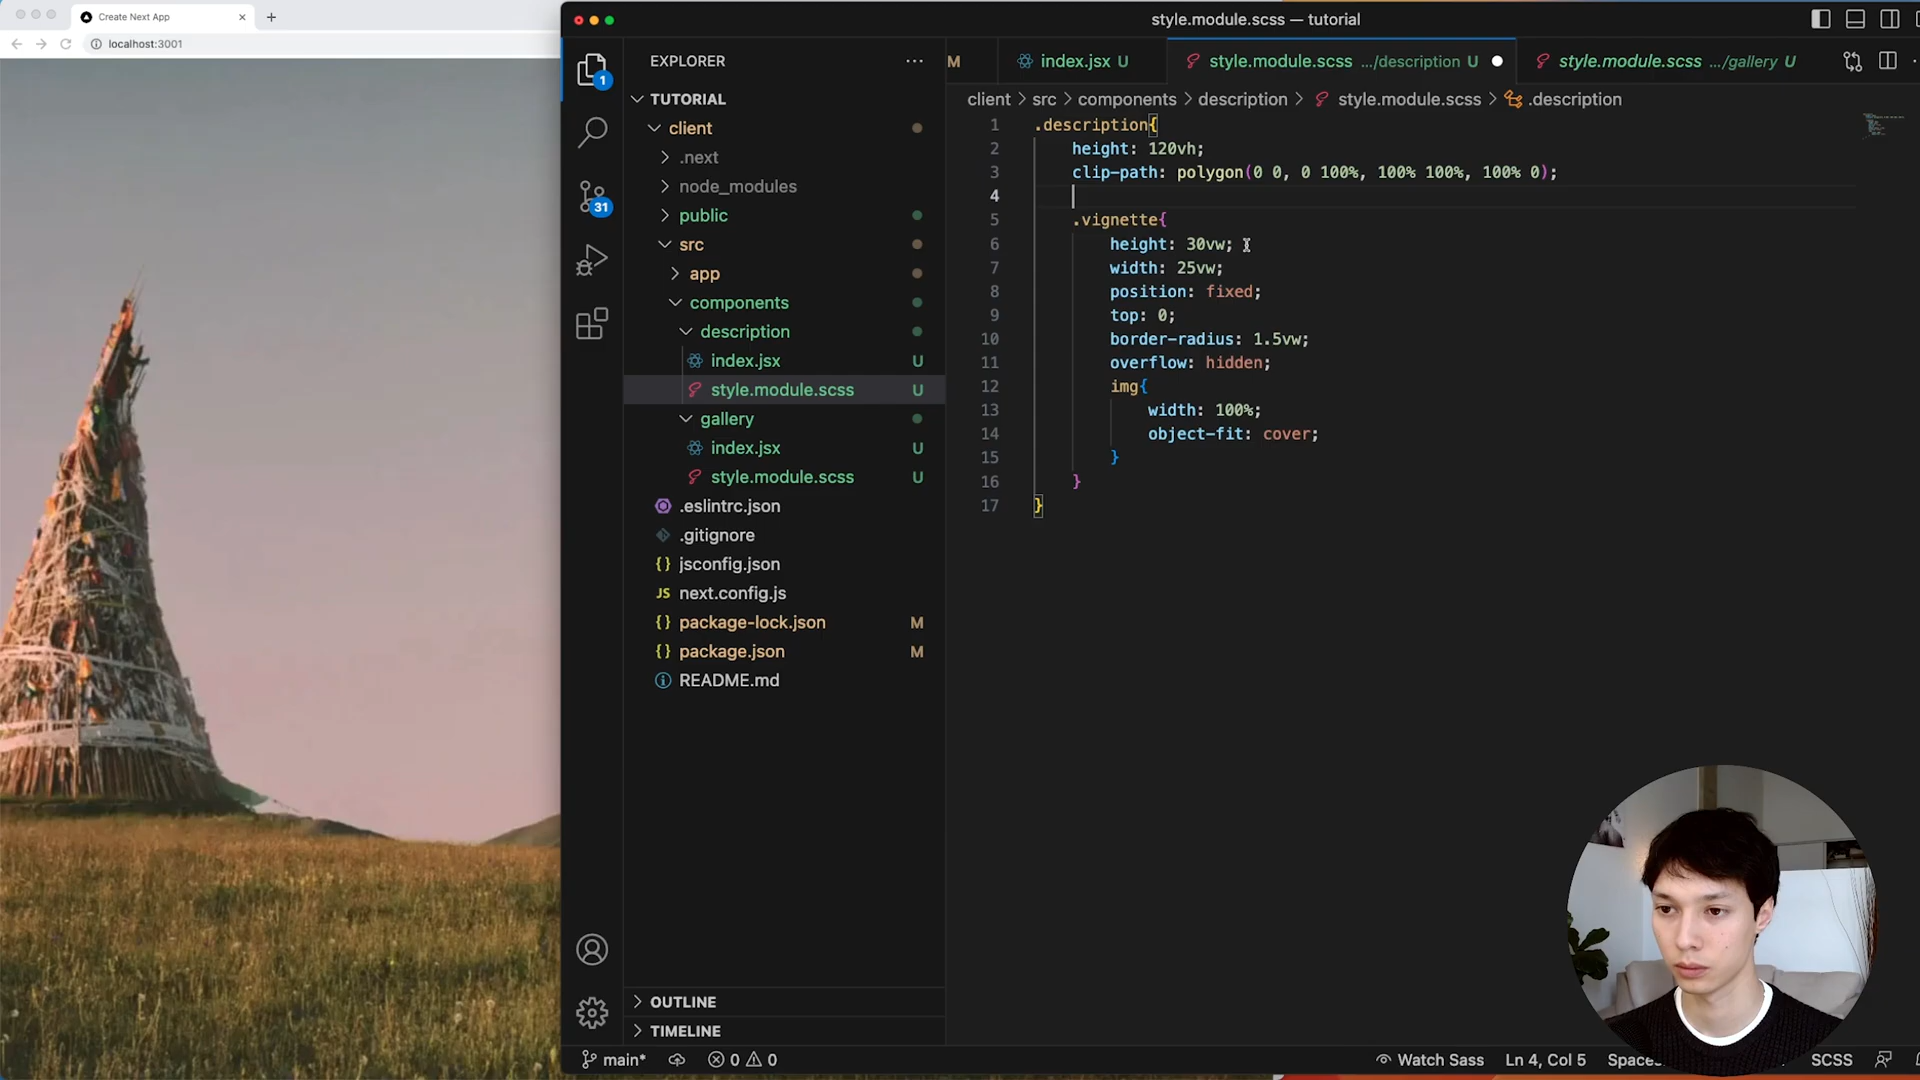 Create Next App
localhost:3001
style.module.scss — tutorial
1
31
EXPLORER
TUTORIAL
client
.next
node_modules
public
src
app
components
description
index.jsx U
style.module.scss U
gallery
index.jsx U
style.module.scss U
.eslintrc.json
.gitignore
jsconfig.json
JS next.config.js
package-lock.json M
package.json M
README.md
OUTLINE
TIMELINE
M
index.jsx U
style.module.scss .../description U
style.module.scss .../gallery U
client > src > components > description > style.module.scss > .description
1 .description{
2 height: 120vh;
3 clip-path: polygon(0 0, 0 100%, 100% 100%, 100% 0);
4
5 .vignette{
6 height: 30vw;
7 width: 25vw;
8 position: fixed;
9 top: 0;
10 border-radius: 1.5vw;
11 overflow: hidden;
12 img{
13 width: 100%;
14 object-fit: cover;
15 }
16 }
17 }
main* 0 0
Watch Sass Ln 4, Col 5 Spaces SCSS